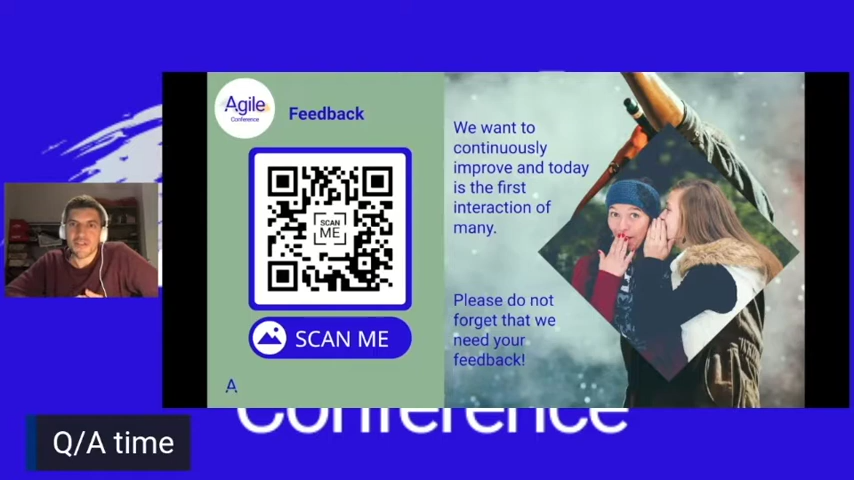 Agile
Conference
Feedback
SCAN
ME
SCAN ME
A
We want to
continuously
improve and today
is the first
interaction of
many.
Please do not
forget that we
need your
feedback!
Conference
Q/A time